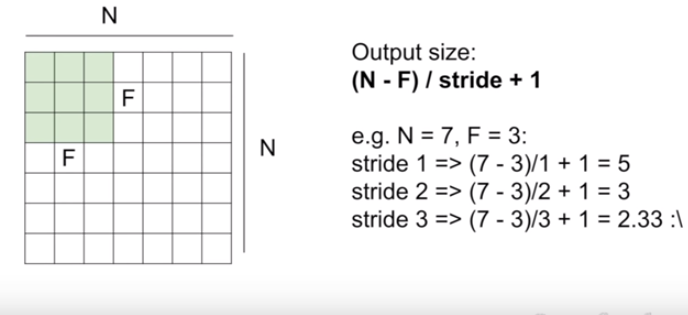 N
F
F
N
Output size:
(N - F) / stride + 1
e.g. N = 7, F = 3:
stride 1 => (7 - 3)/1 + 1 = 5
stride 2 => (7 - 3)/2 + 1 = 3
stride 3 => (7 - 3)/3 + 1 = 2.33 :\